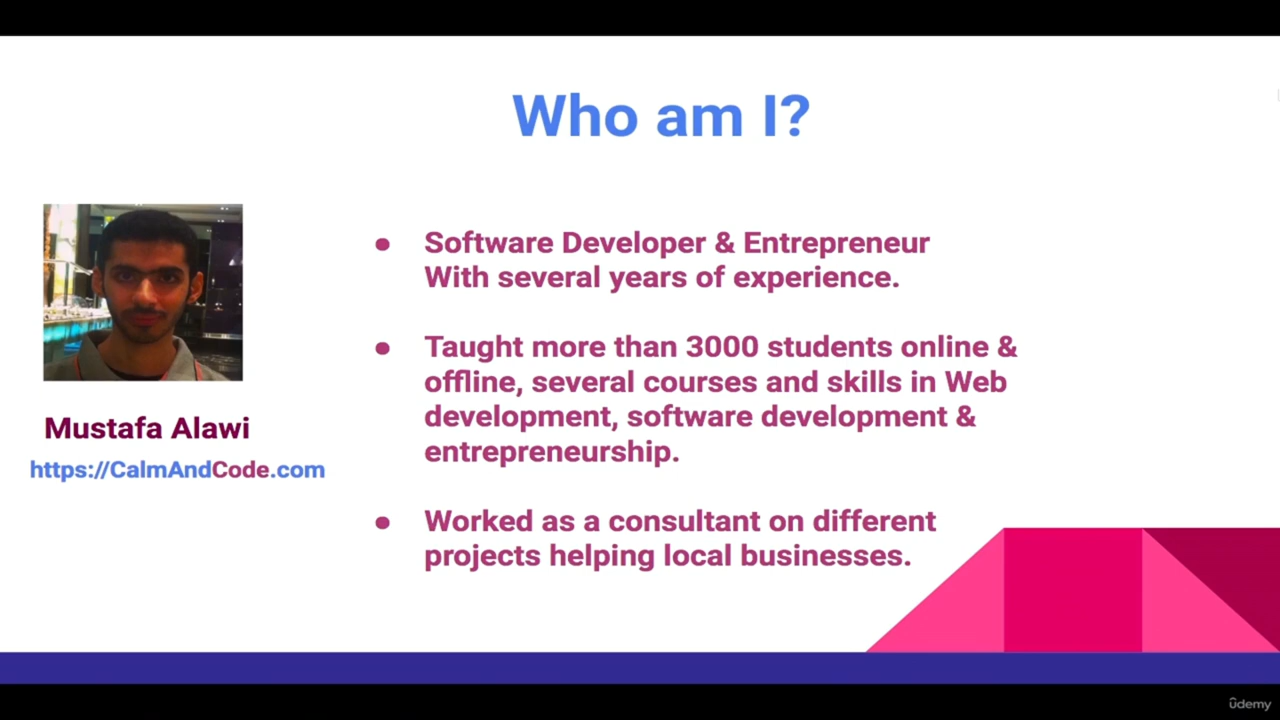 Who am I?
Mustafa Alawi
https://CalmAndCode.com
● Software Developer & Entrepreneur
With several years of experience.
● Taught more than 3000 students online &
offline, several courses and skills in Web
development, software development &
entrepreneurship.
● Worked as a consultant on different
projects helping local businesses.
ûdemy